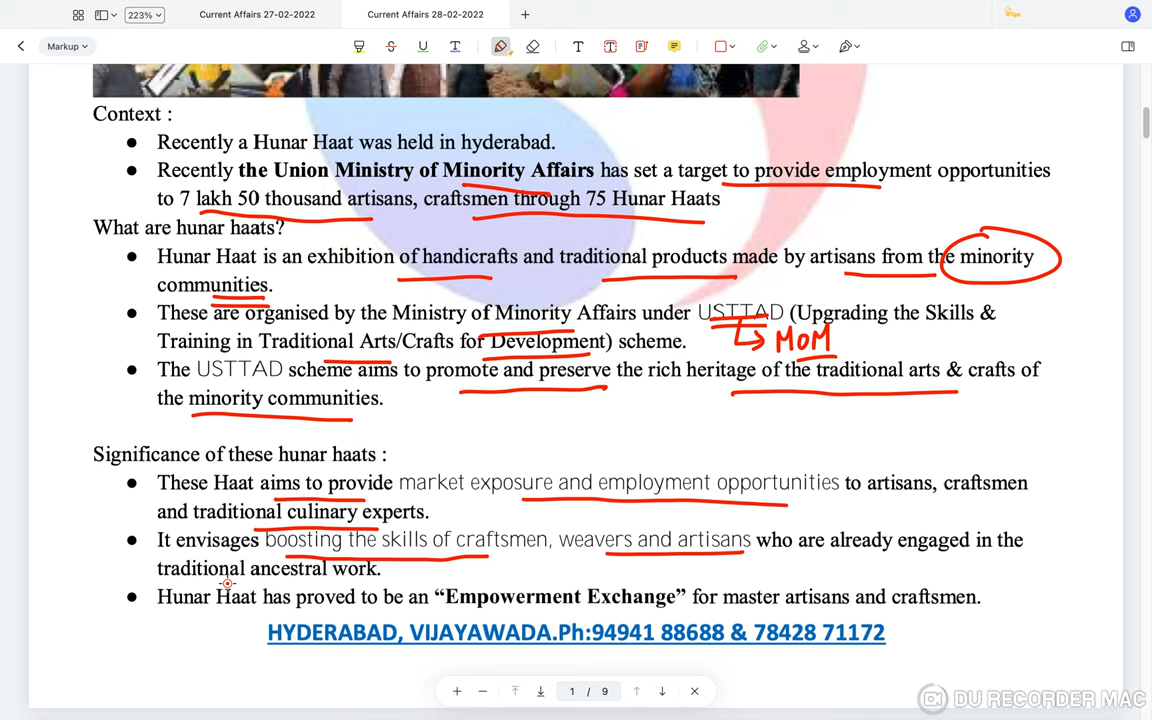 223%
Current Affairs 27-02-2022
Current Affairs 28-02-2022
Markup
Context :
● Recently a Hunar Haat was held in hyderabad.
● Recently the Union Ministry of Minority Affairs has set a target to provide employment opportunities
to 7 lakh 50 thousand artisans, craftsmen through 75 Hunar Haats
What are hunar haats?
● Hunar Haat is an exhibition of handicrafts and traditional products made by artisans from the minority
communities.
● These are organised by the Ministry of Minority Affairs under USTTAD (Upgrading the Skills &
Training in Traditional Arts/Crafts for Development) scheme.
MOM
● The USTTAD scheme aims to promote and preserve the rich heritage of the traditional arts & crafts of
the minority communities.
Significance of these hunar haats :
● These Haat aims to provide market exposure and employment opportunities to artisans, craftsmen
and traditional culinary experts.
● It envisages boosting the skills of craftsmen, weavers and artisans who are already engaged in the
traditional ancestral work.
● Hunar Haat has proved to be an “Empowerment Exchange” for master artisans and craftsmen.
HYDERABAD, VIJAYAWADA.Ph:94941 88688 & 78428 71172
1 / 9
DU RECORDER MAC